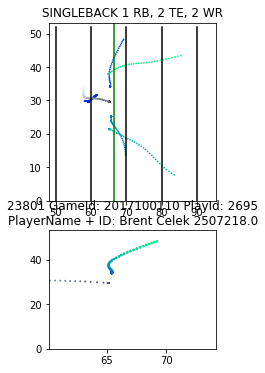 SINGLEBACK 1 RB, 2 TE, 2 WR
50
40
30
20
10
0
50 60 70 80 90
23801 GameId: 2017100110 PlayId: 2695
PlayerName + ID: Brent Celek 2507218.0
40
20
0
65 70